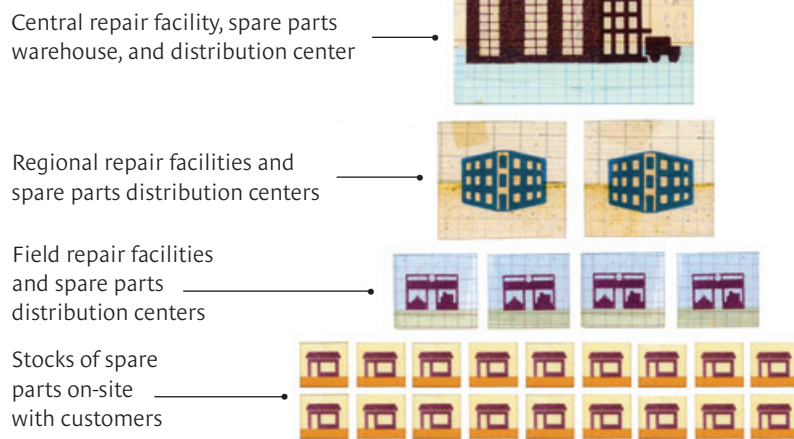 Central repair facility, spare parts
warehouse, and distribution center
Regional repair facilities and
spare parts distribution centers
Field repair facilities
and spare parts
distribution centers
Stocks of spare
parts on-site
with customers